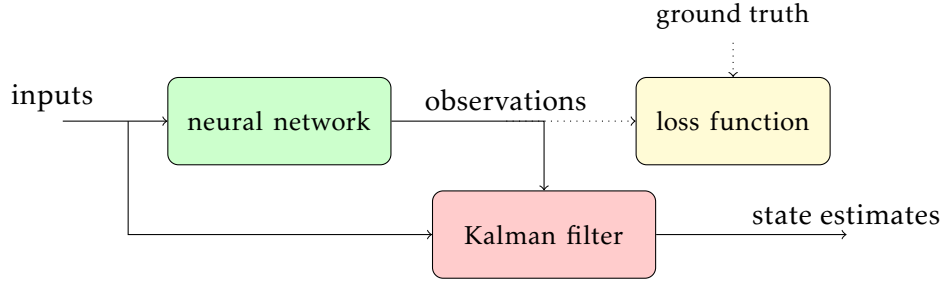 ground truth
inputs
neural network
observations
loss function
Kalman filter
state estimates